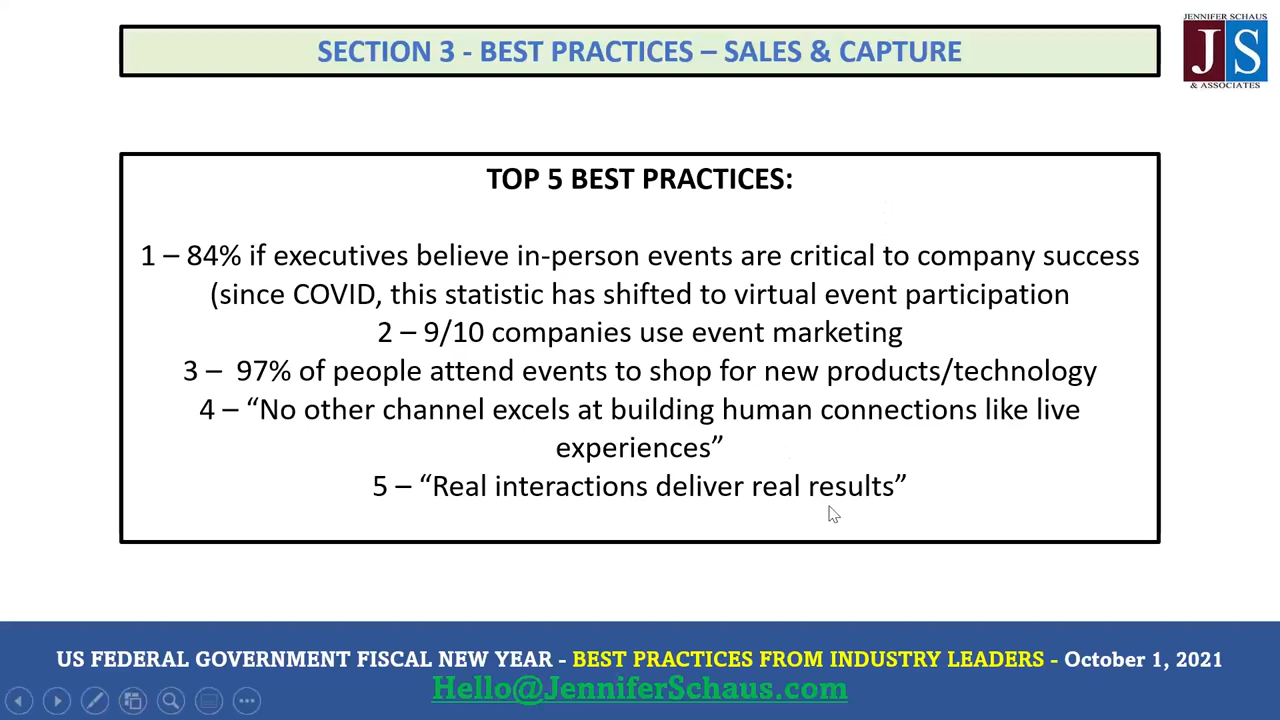 SECTION 3 - BEST PRACTICES – SALES & CAPTURE
JENNIFER SCHAUS
JS
& ASSOCIATES
TOP 5 BEST PRACTICES:
1 – 84% if executives believe in-person events are critical to company success
(since COVID, this statistic has shifted to virtual event participation
2 – 9/10 companies use event marketing
3 –  97% of people attend events to shop for new products/technology
4 – “No other channel excels at building human connections like live
experiences”
5 – “Real interactions deliver real results”
US FEDERAL GOVERNMENT FISCAL NEW YEAR - BEST PRACTICES FROM INDUSTRY LEADERS - October 1, 2021
Hello@JenniferSchaus.com